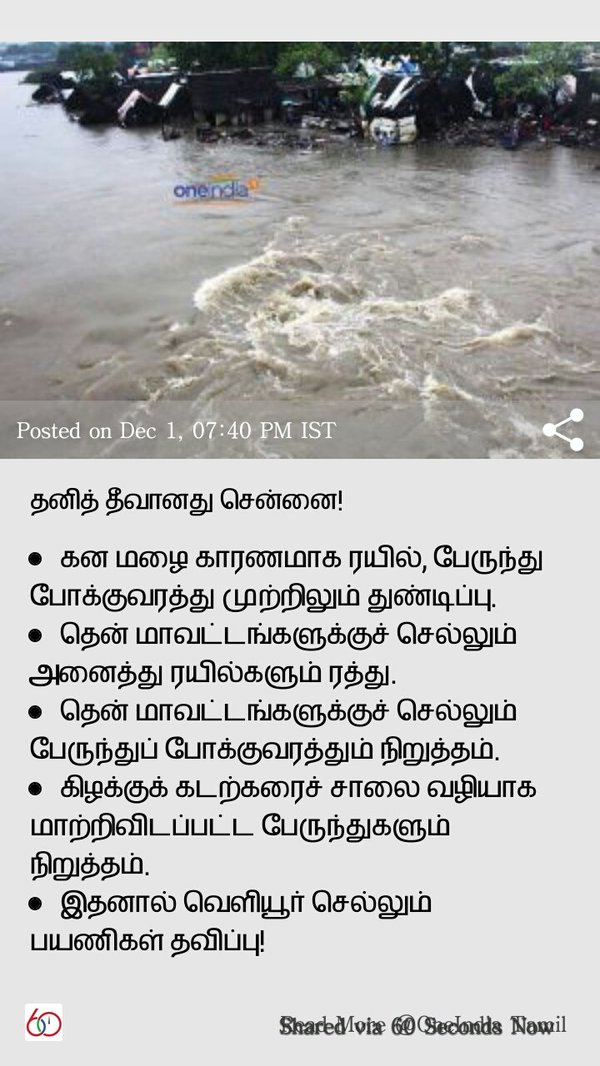 oneindia
Posted on Dec 1, 07:40 PM IST
தனித் தீவானது சென்னை!
● கன மழை காரணமாக ரயில், பேருந்து
போக்குவரத்து முற்றிலும் துண்டிப்பு.
● தென் மாவட்டங்களுக்குச் செல்லும்
அனைத்து ரயில்களும் ரத்து.
● தென் மாவட்டங்களுக்குச் செல்லும்
பேருந்துப் போக்குவரத்தும் நிறுத்தம்.
● கிழக்குக் கடற்கரைச் சாலை வழியாக
மாற்றிவிடப்பட்ட பேருந்துகளும்
நிறுத்தம்.
● இதனால் வெளியூர் செல்லும்
பயணிகள் தவிப்பு!
60
Read More @OneIndia Tamil
Shared via 60 Seconds Now